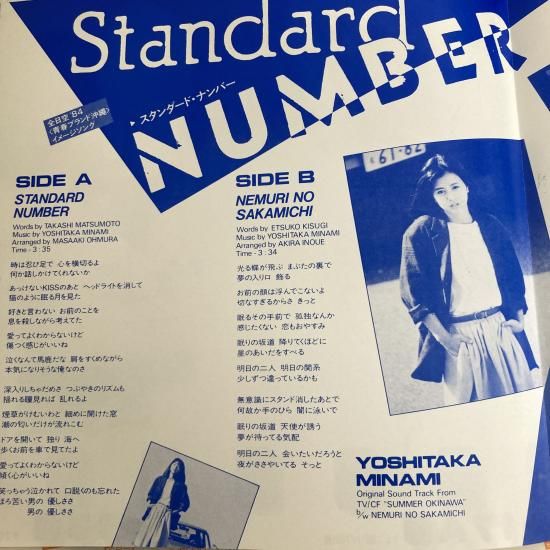 Standard
NUMBER
▶スタンダード・ナンバー
全日空'84
〈青春ブランド沖縄〉
イメージソング
SIDE A
STANDARD
NUMBER
Words by TAKASHI MATSUMOTO
Music by YOSHITAKA MINAMI
Arranged by MASAAKI OHMURA
Time - 3 : 35
時は忍び足で 心を横切るよ
何か話しかけてくれないか
あっけないKISSのあと ヘッドライトを消して
猫のように眠る月を見た
好きと言わない お前のことを
息を殺しながら考えてた
愛ってよくわからないけど
傷つく感じがいいね
泣くなんて馬鹿だな 肩をすくめながら
本気になりそうな俺なのさ
深入りしちゃだめさ つぶやきのリズムも
揺れる瞳見れば 乱れるよ
煙草がけむいわと 細めに開けた窓
潮の匂いだけが流れこむ
ドアを開いて 独り 海へ
歩くお前を車で見てたよ
愛ってよくわからないけど
傾く心がいいね
笑っちゃう泣かれて 口説くのも忘れた
ほろ苦い男の 優しささ
男の 優しささ
SIDE B
NEMURI NO
SAKAMICHI
Words by ETSUKO KISUGI
Music by YOSHITAKA MINAMI
Arranged by AKIRA INOUE
Time - 3 : 34
光る蝶が飛ぶ まぶたの裏で
夢の入り口 飾る
お前の顔は浮んでこないよ
切なすぎるから きっと
眠るその手前で 孤独なんか
感じたくない 恋もおやすみ
眠りの坂道 降りてくほどに
星のあいだをすべる
明日の二人 明日の関系
少しずつ違っているかも
無意識にスタンド消したあとで
何故か手のひら 闇に泳いで
眠りの坂道 天使が誘う
夢が待ってる気配
明日の二人 会いたいだろうと
夜がささやいてる そっと
61-62
YOSHITAKA
MINAMI
Original Sound Track From
TV/CF "SUMMER OKINAWA"
b/w NEMURI NO SAKAMICHI